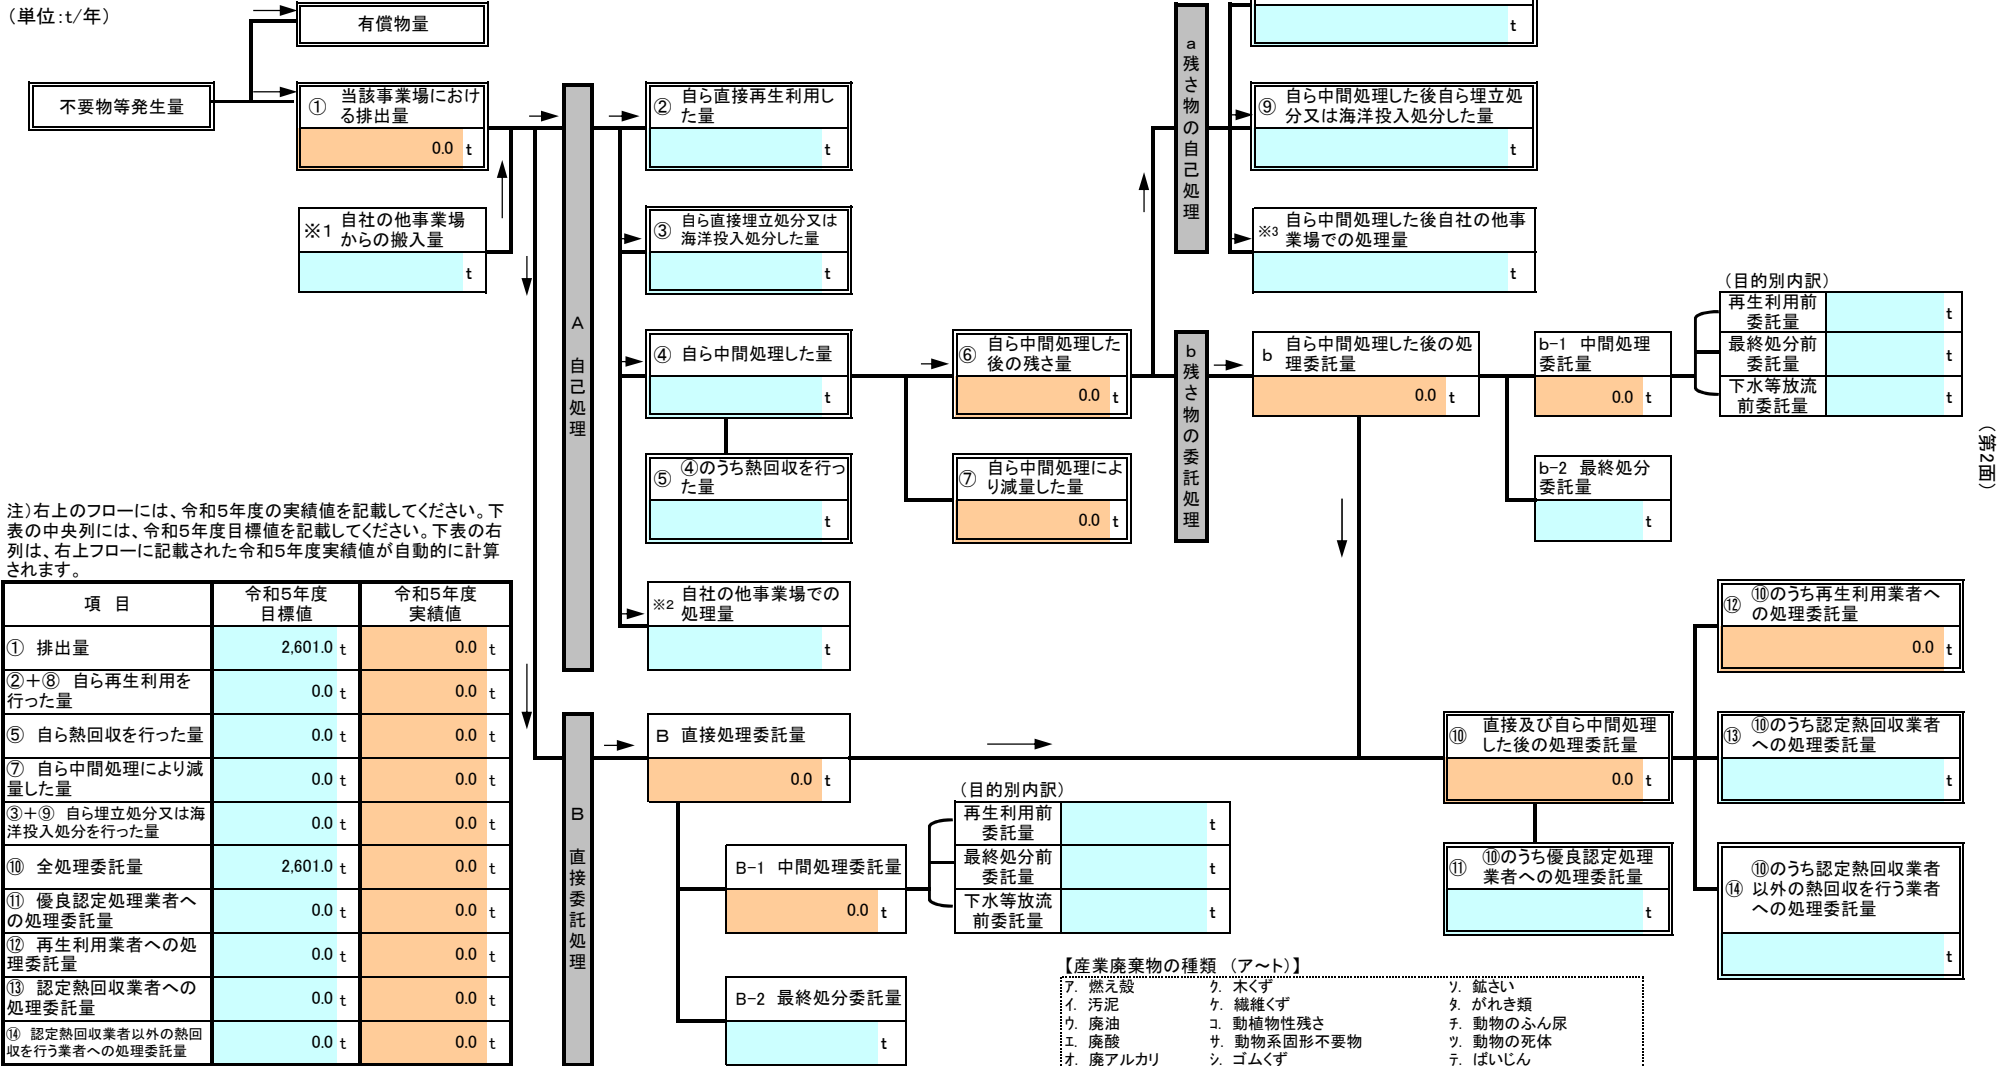 （単位:t/年）
有償物量
不要物等発生量
① 当該事業場におけ
る排出量
0.0 t
※1 自社の他事業場
からの搬入量
t
A 自己処理
② 自ら直接再生利用し
た量
t
③ 自ら直接埋立処分又は
海洋投入処分した量
t
④ 自ら中間処理した量
t
⑤ ④のうち熱回収を行っ
た量
t
※2 自社の他事業場での
処理量
t
⑥ 自ら中間処理した
後の残さ量
0.0 t
⑦ 自ら中間処理によ
り減量した量
0.0 t
a残さ物の自己処理
t
⑨ 自ら中間処理した後自ら埋立処
分又は海洋投入処分した量
t
※3 自ら中間処理した後自社の他事
業場での処理量
t
b残さ物の委託処理
b 自ら中間処理した後の処
理委託量
0.0 t
b-1 中間処理
委託量
0.0 t
b-2 最終処分
委託量
t
（目的別内訳）
再生利用前
委託量
t
最終処分前
委託量
t
下水等放流
前委託量
t
（第2面）
注）右上のフローには、令和5年度の実績値を記載してください。下
表の中央列には、令和5年度目標値を記載してください。下表の右
列は、右上フローに記載された令和5年度実績値が自動的に計算
されます。
項 目 令和5年度 目標値 令和5年度 実績値
① 排出量 2,601.0 t 0.0 t
②+⑧ 自ら再生利用を
行った量 0.0 t 0.0 t
⑤ 自ら熱回収を行った量 0.0 t 0.0 t
⑦ 自ら中間処理により減
量した量 0.0 t 0.0 t
③+⑨ 自ら埋立処分又は海
洋投入処分を行った量 0.0 t 0.0 t
⑩ 全処理委託量 2,601.0 t 0.0 t
⑪ 優良認定処理業者へ
の処理委託量 0.0 t 0.0 t
⑫ 再生利用業者への処
理委託量 0.0 t 0.0 t
⑬ 認定熱回収業者への
処理委託量 0.0 t 0.0 t
⑭ 認定熱回収業者以外の熱回
収を行う業者への処理委託量 0.0 t 0.0 t
B 直接委託処理
B 直接処理委託量
0.0 t
B-1 中間処理委託量
0.0 t
B-2 最終処分委託量
t
（目的別内訳）
再生利用前
委託量
t
最終処分前
委託量
t
下水等放流
前委託量
t
⑩ 直接及び自ら中間処理
した後の処理委託量
0.0 t
⑪ ⑩のうち優良認定処理
業者への処理委託量
t
⑫ ⑩のうち再生利用業者へ
の処理委託量
0.0 t
⑬ ⑩のうち認定熱回収業者
への処理委託量
t
⑭ ⑩のうち認定熱回収業者
以外の熱回収を行う業者
への処理委託量
t
【産業廃棄物の種類 （ア～ト）】
ア. 燃え殻 ク. 木くず ソ. 鉱さい
イ. 汚泥 ケ. 繊維くず タ. がれき類
ウ. 廃油 コ. 動植物性残さ チ. 動物のふん尿
エ. 廃酸 サ. 動物系固形不要物 ツ. 動物の死体
オ. 廃アルカリ シ. ゴムくず テ. ばいじん